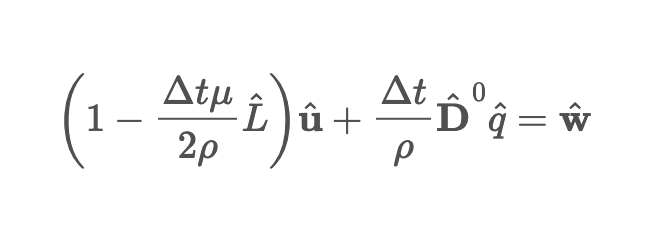 (1 − Δtμ/2ρ L̂) û + Δt/ρ D̂⁰ q̂ = ŵ